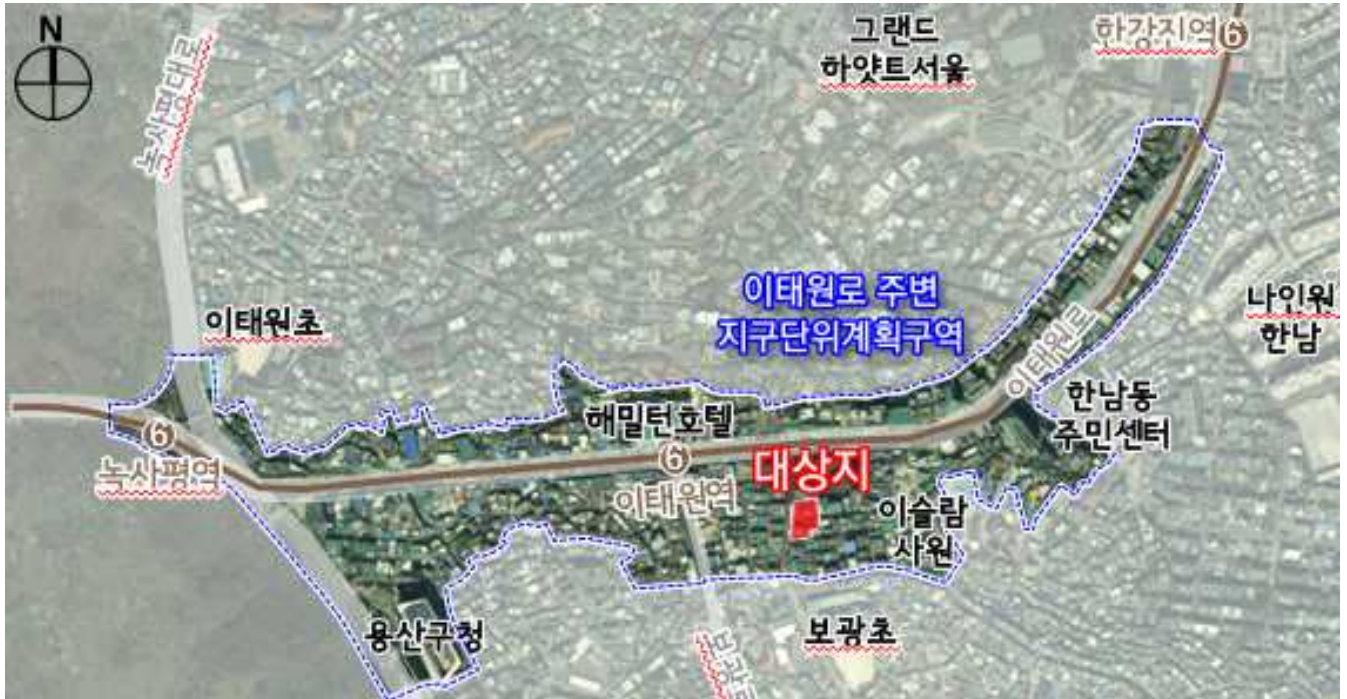 N
녹사평대로
그랜드
하얏트서울
한강진역
6
이태원초
이태원로 주변
지구단위계획구역
나인원
한남
이태원로
한남동
주민센터
해밀턴호텔
6
녹사평역
6
이태원역
대상지
이슬람
사원
용산구청
보광초